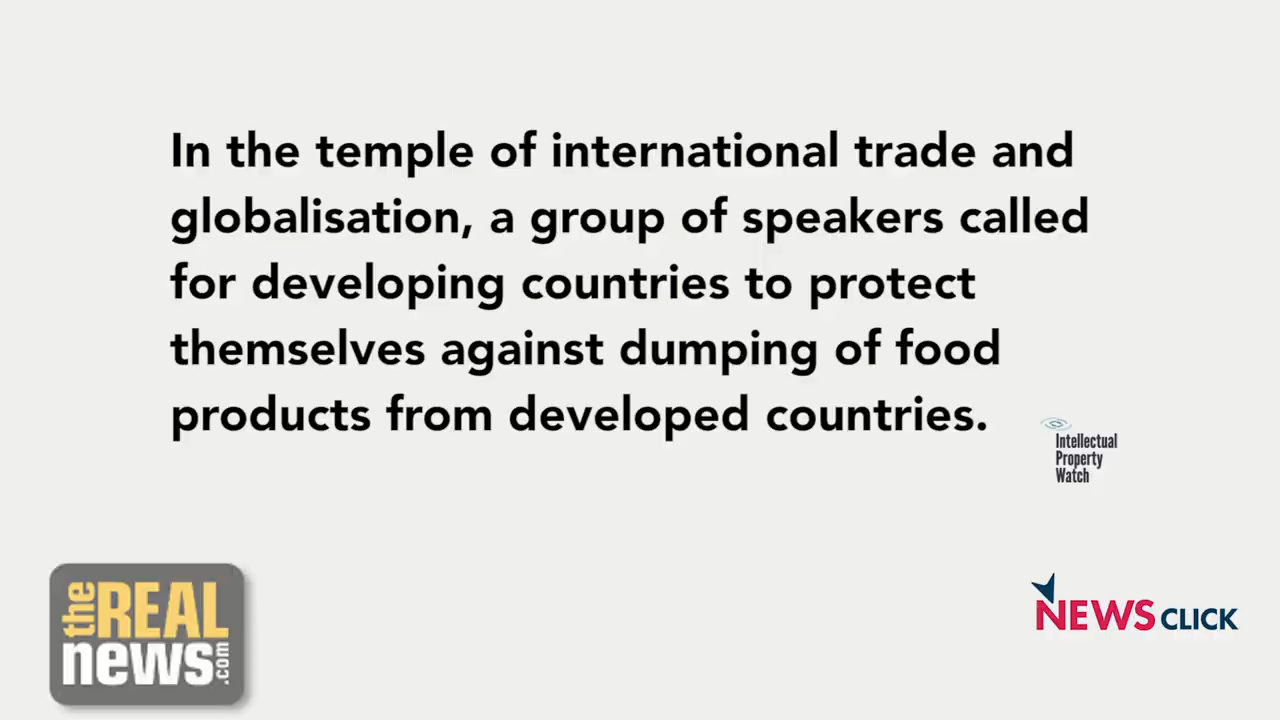 In the temple of international trade and
globalisation, a group of speakers called
for developing countries to protect
themselves against dumping of food
products from developed countries.
Intellectual
Property
Watch
the REAL
news.com
NEWS CLICK